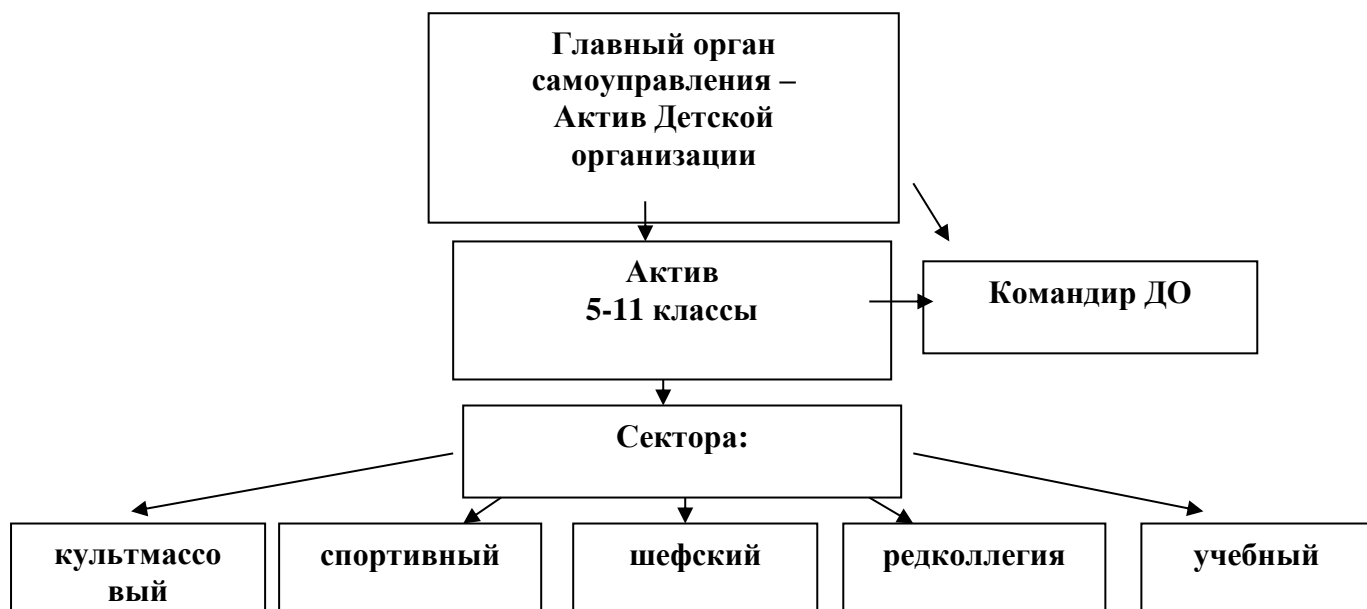 Главный орган
самоуправления –
Актив Детской
организации
Актив
5-11 классы
Командир ДО
Сектора:
культмассо
вый
спортивный
шефский
редколлегия
учебный